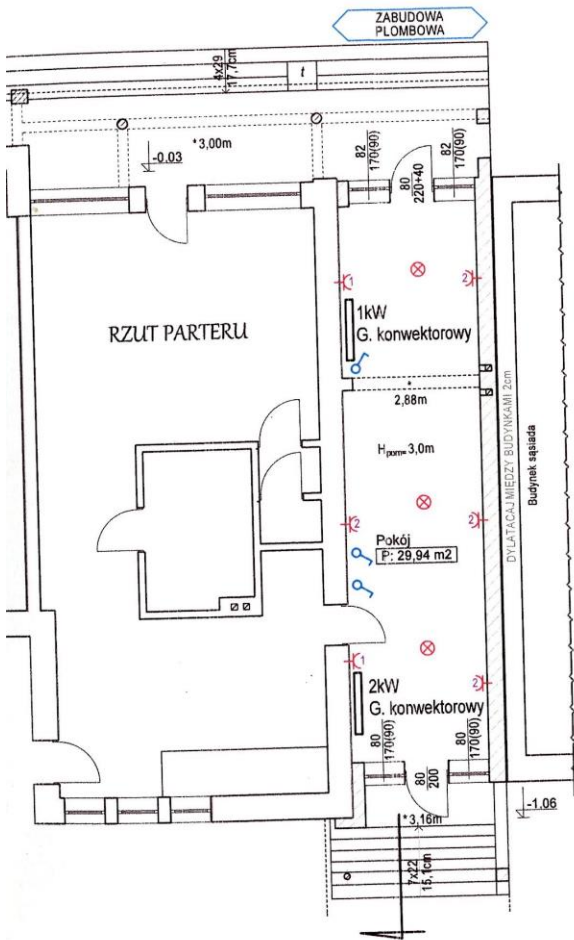 ZABUDOWA
PLOMBOWA
4x29
17,7cm
t
*3,00m
-0.03
82
170(90)
80
220+40
82
170(90)
1
2
RZUT PARTERU
1kW
G. konwektorowy
*
2,88m
Hpom= 3,0m
DYLATACAJ MIĘDZY BUDYNKAMI 2cm
Budynek sąsiada
2
2
Pokój
P: 29,94 m2
1
2
2kW
G. konwektorowy
80
170(90)
80
200
80
170(90)
*3,16m
-1.06
7x22
15,1cm